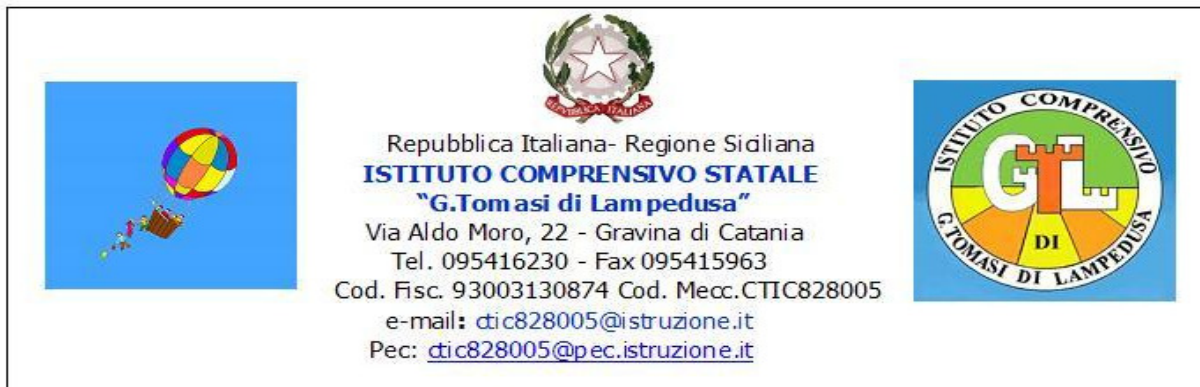 REPVBBLICA ITALIANA
Repubblica Italiana- Regione Siciliana
ISTITUTO COMPRENSIVO STATALE
“G.Tomasi di Lampedusa”
Via Aldo Moro, 22 - Gravina di Catania
Tel. 095416230 - Fax 095415963
Cod. Fisc. 93003130874 Cod. Mecc.CTIC828005
e-mail: ctic828005@istruzione.it
Pec: ctic828005@pec.istruzione.it
ISTITUTO COMPRENSIVO
GTL
DI
G.TOMASI DI LAMPEDUSA